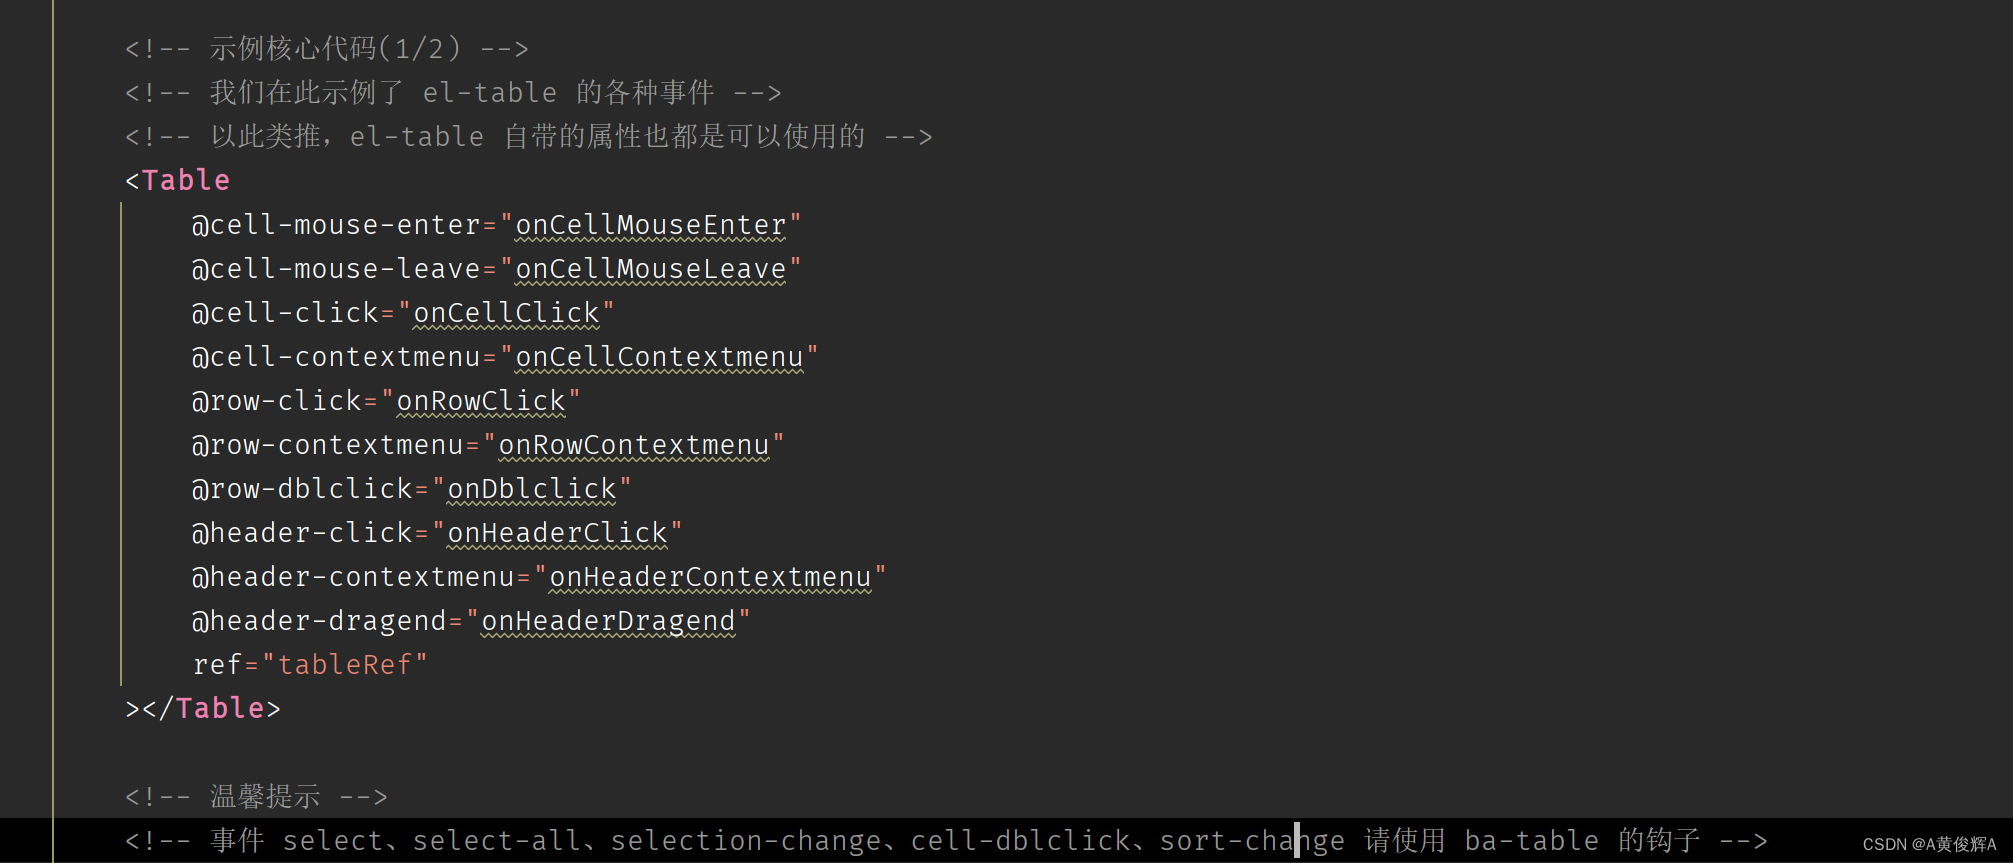 <!-- 示例核心代码(1/2) -->
<!-- 我们在此示例了 el-table 的各种事件 -->
<!-- 以此类推，el-table 自带的属性也都是可以使用的 -->
<Table
    @cell-mouse-enter="onCellMouseEnter"
    @cell-mouse-leave="onCellMouseLeave"
    @cell-click="onCellClick"
    @cell-contextmenu="onCellContextmenu"
    @row-click="onRowClick"
    @row-contextmenu="onRowContextmenu"
    @row-dblclick="onDblclick"
    @header-click="onHeaderClick"
    @header-contextmenu="onHeaderContextmenu"
    @header-dragend="onHeaderDragend"
    ref="tableRef"
></Table>
<!-- 温馨提示 -->
<!-- 事件 select、select-all、selection-change、cell-dblclick、sort-change 请使用 ba-table 的钩子 -->
CSDN @A黄俊辉A